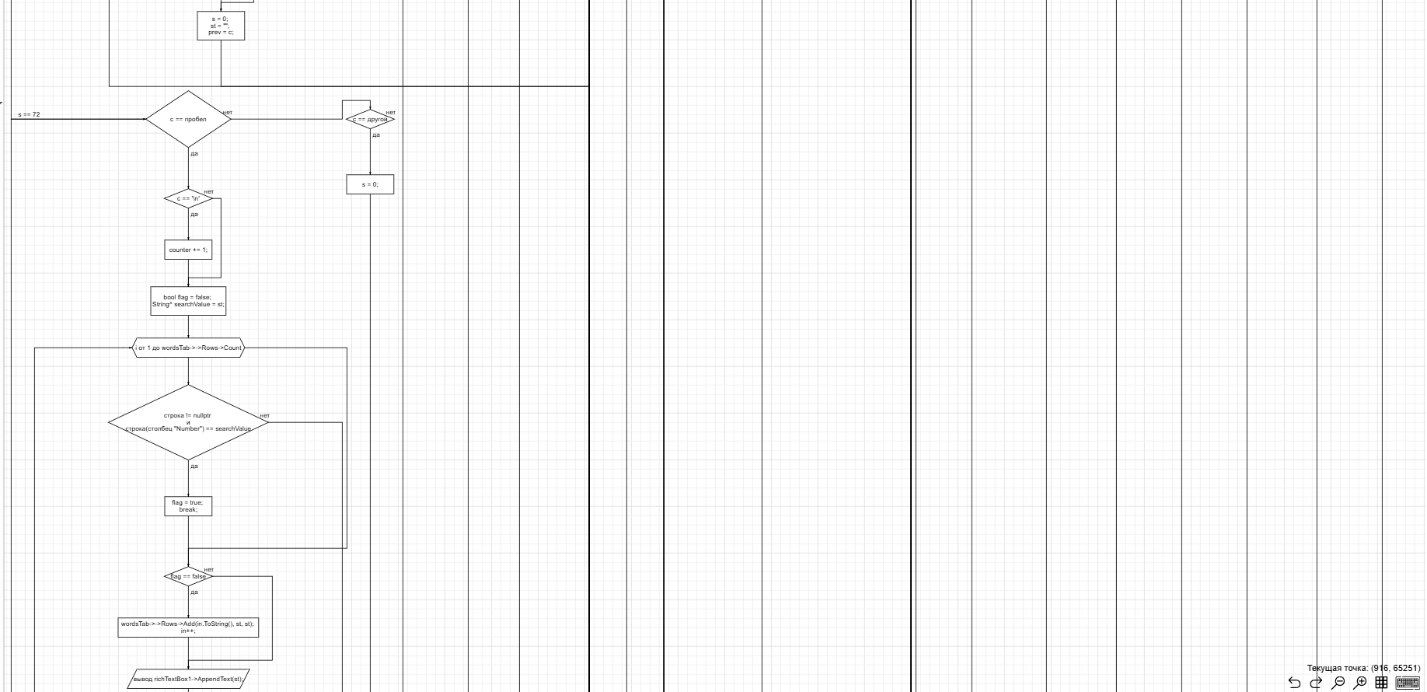 s = 0;
st = "";
prev = c;
s == 72
с == пробел
нет
да
с == другой
нет
да
s = 0;
c == '\n'
нет
да
counter += 1;
bool flag = false;
String^ searchValue = st;
i от 1 до wordsTab->->Rows->Count
строка != nullptr
и
строка(столбец "Number") == searchValue
нет
да
flag = true;
break;
flag == false
нет
да
wordsTab->->Rows->Add(in.ToString(), st, st);
in++;
вывод richTextBox1->AppendText(st);
Текущая точка: (916, 65251)